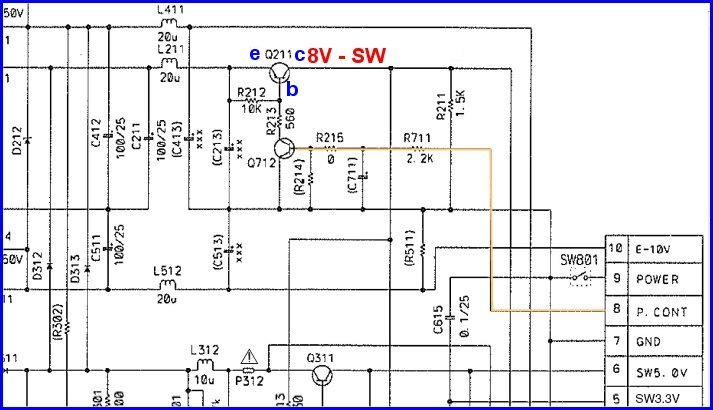 50V
L411
20u
1
L211
20u
e
Q211
c
8V - SW
b
R212
10K
R213
560
R211
1.5K
D212
C412
100/25
C211
100/25
(C413)
xxx
(C213)
xxx
Q712
R215
0
R711
2.2K
(R214)
(C711)
4
50V
D312
D313
C511
100/25
(C513)
xxx
(R511)
L512
20u
11
(R302)
SW801
C615
0.1/25
10 E-10V
9 POWER
8 P.CONT
7 GND
6 SW5.0V
5 SW3.3V
L312
10u
P312
Q311